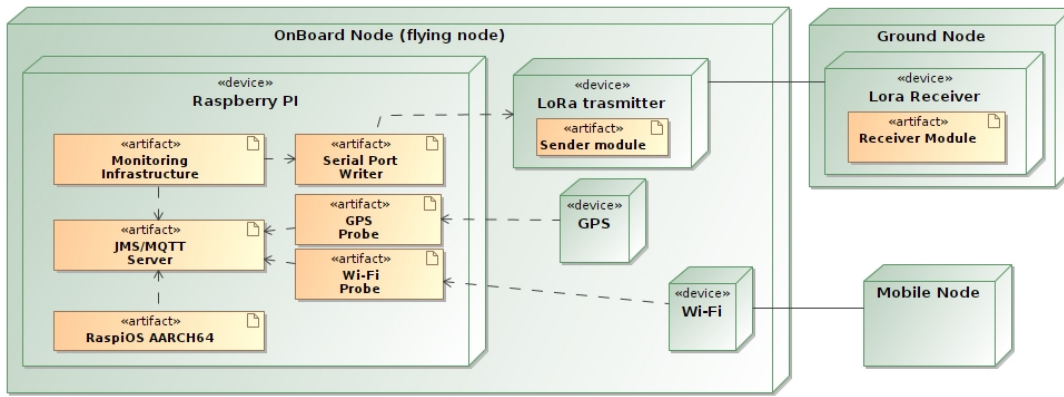 OnBoard Node (flying node)
«device»
Raspberry PI
«artifact»
Monitoring
Infrastructure
«artifact»
Serial Port
Writer
«artifact»
JMS/MQTT
Server
«artifact»
GPS
Probe
«artifact»
Wi-Fi
Probe
«artifact»
RaspiOS AARCH64
«device»
LoRa trasmitter
«artifact»
Sender module
«device»
GPS
«device»
Wi-Fi
Ground Node
«device»
Lora Receiver
«artifact»
Receiver Module
Mobile Node